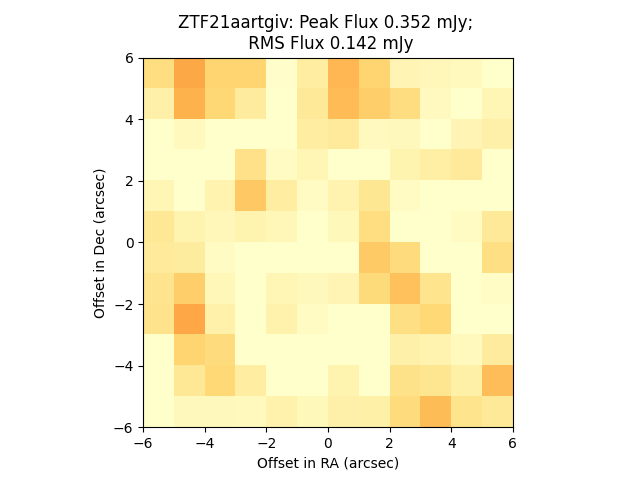 ZTF21aartgiv: Peak Flux 0.352 mJy;
RMS Flux 0.142 mJy
6
4
2
0
−2
−4
−6
Offset in Dec (arcsec)
−6 −4 −2 0 2 4 6
Offset in RA (arcsec)